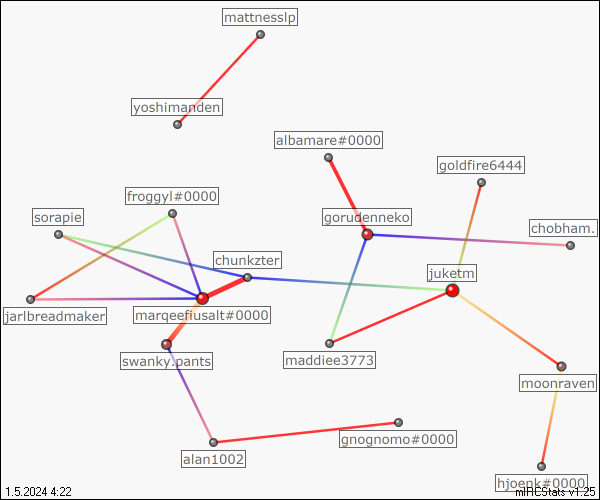 mattnesslp
yoshimanden
albamare#0000
goldfire6444
froggyl#0000
sorapie
gorudenneko
chobham.
chunkzter
juketm
jarlbreadmaker
marqeefiusalt#0000
swanky.pants
maddiee3773
moonraven
gnognomo#0000
alan1002
hjoenk#0000
1.5.2024 4:22
mIRCStats v1.25